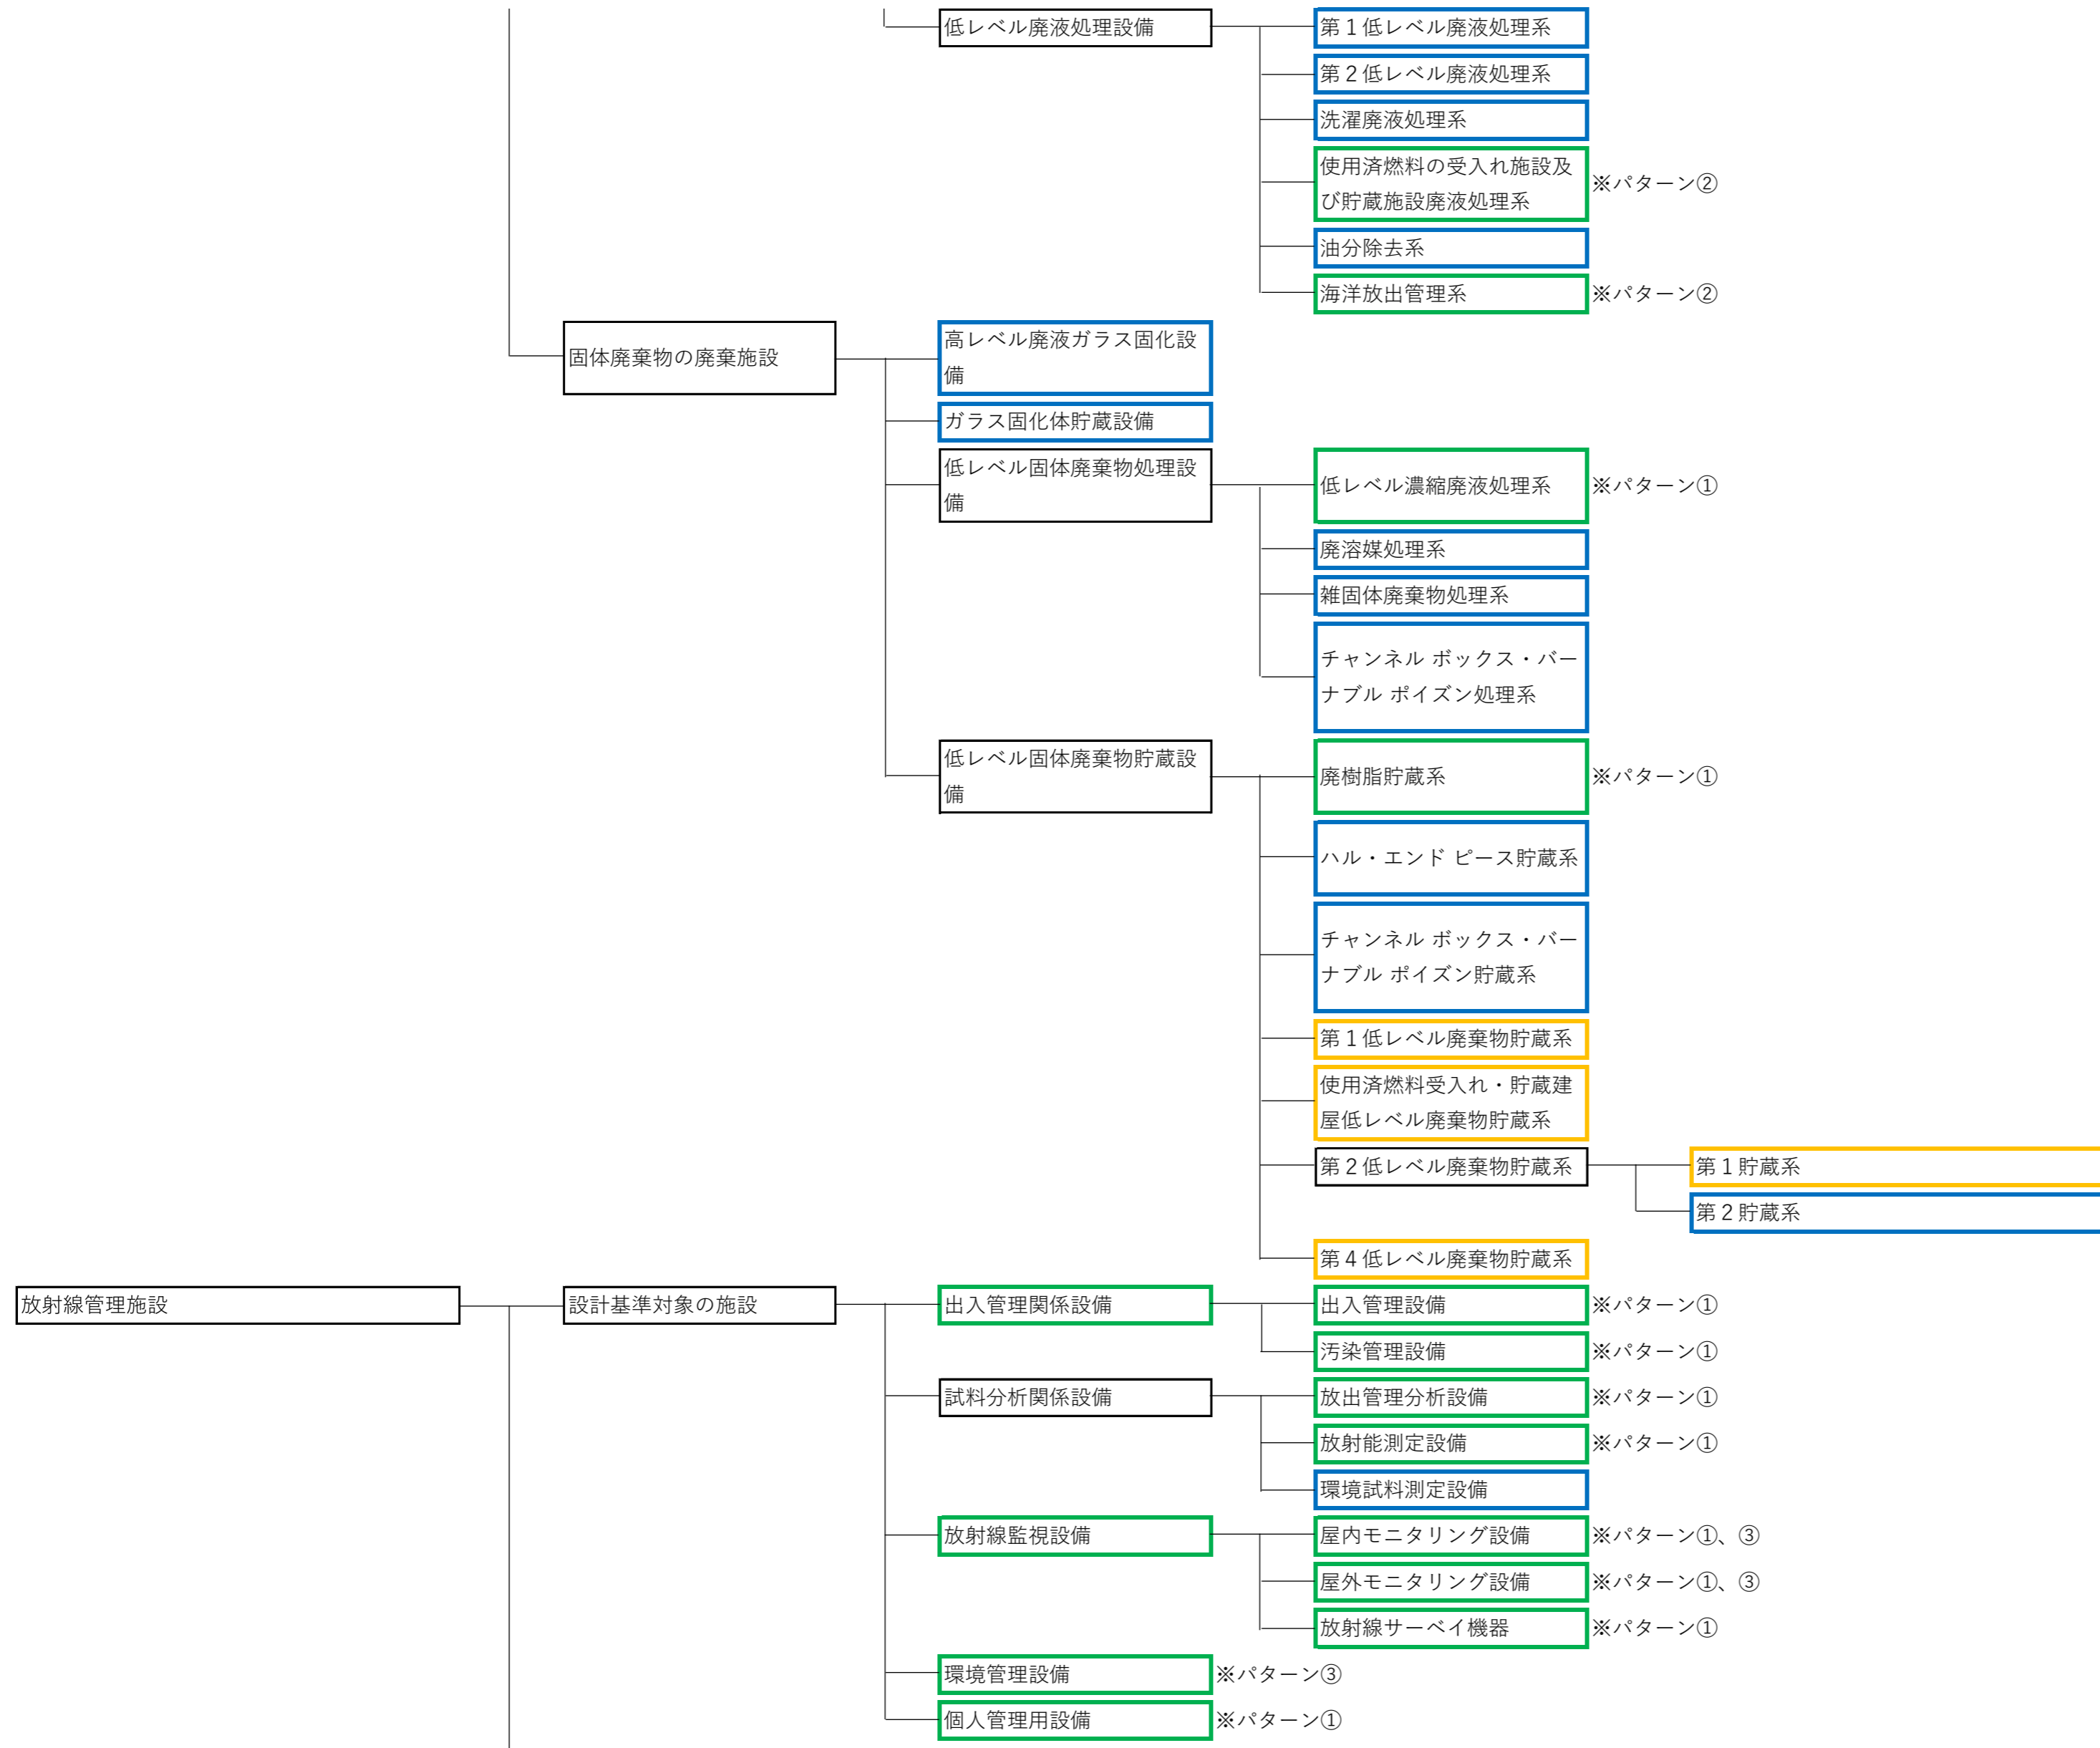 低レベル廃液処理設備
第１低レベル廃液処理系
第２低レベル廃液処理系
洗濯廃液処理系
使用済燃料の受入れ施設及
び貯蔵施設廃液処理系
※パターン②
油分除去系
海洋放出管理系
※パターン②
固体廃棄物の廃棄施設
高レベル廃液ガラス固化設
備
ガラス固化体貯蔵設備
低レベル固体廃棄物処理設
備
低レベル濃縮廃液処理系
※パターン①
廃溶媒処理系
雑固体廃棄物処理系
チャンネル ボックス・バー
ナブル ポイズン処理系
低レベル固体廃棄物貯蔵設
備
廃樹脂貯蔵系
※パターン①
ハル・エンド ピース貯蔵系
チャンネル ボックス・バー
ナブル ポイズン貯蔵系
第１低レベル廃棄物貯蔵系
使用済燃料受入れ・貯蔵建
屋低レベル廃棄物貯蔵系
第２低レベル廃棄物貯蔵系
第１貯蔵系
第２貯蔵系
第４低レベル廃棄物貯蔵系
放射線管理施設
設計基準対象の施設
出入管理関係設備
出入管理設備
※パターン①
汚染管理設備
※パターン①
試料分析関係設備
放出管理分析設備
※パターン①
放射能測定設備
※パターン①
環境試料測定設備
放射線監視設備
屋内モニタリング設備
※パターン①、③
屋外モニタリング設備
※パターン①、③
放射線サーベイ機器
※パターン①
環境管理設備
※パターン③
個人管理用設備
※パターン①